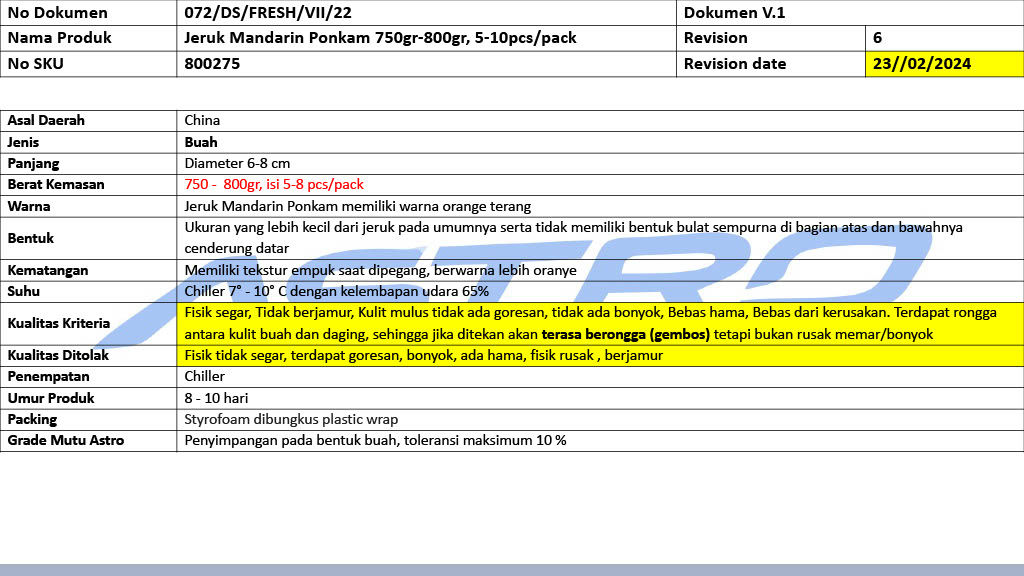 No Dokumen 072/DS/FRESH/VII/22 Dokumen V.1
Nama Produk Jeruk Mandarin Ponkam 750gr-800gr, 5-10pcs/pack Revision 6
No SKU 800275 Revision date 23//02/2024
Asal Daerah China
Jenis Buah
Panjang Diameter 6-8 cm
Berat Kemasan 750 - 800gr, isi 5-8 pcs/pack
Warna Jeruk Mandarin Ponkam memiliki warna orange terang
Bentuk Ukuran yang lebih kecil dari jeruk pada umumnya serta tidak memiliki bentuk bulat sempurna di bagian atas dan bawahnya
cenderung datar
Kematangan Memiliki tekstur empuk saat dipegang, berwarna lebih oranye
Suhu Chiller 7° - 10° C dengan kelembapan udara 65%
Kualitas Kriteria Fisik segar, Tidak berjamur, Kulit mulus tidak ada goresan, tidak ada bonyok, Bebas hama, Bebas dari kerusakan. Terdapat rongga
antara kulit buah dan daging, sehingga jika ditekan akan terasa berongga (gembos) tetapi bukan rusak memar/bonyok
Kualitas Ditolak Fisik tidak segar, terdapat goresan, bonyok, ada hama, fisik rusak , berjamur
Penempatan Chiller
Umur Produk 8 - 10 hari
Packing Styrofoam dibungkus plastic wrap
Grade Mutu Astro Penyimpangan pada bentuk buah, toleransi maksimum 10 %
ASTRO